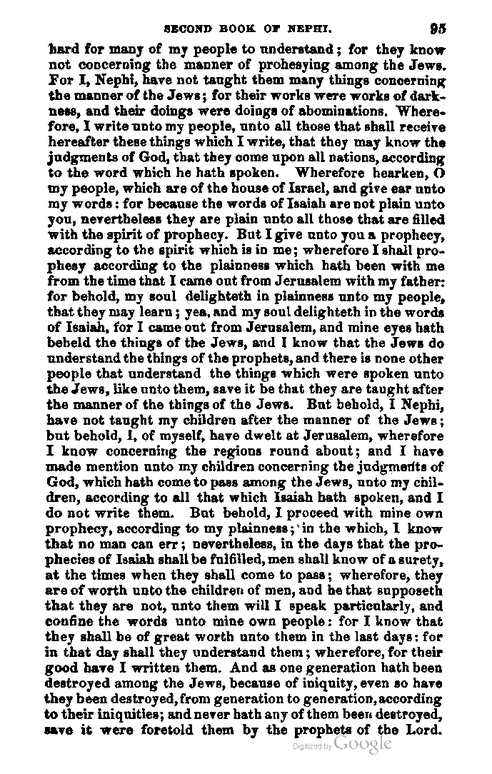 SECOND BOOK OF NEPHI. 95
hard for many of my people to understand; for they know
not concerning the manner of prohesying among the Jews.
For I, Nephi, have not taught them many things concerning
the manner of the Jews; for their works were works of dark-
ness, and their doings were doings of abominations. Where-
fore, I write unto my people, unto all those that shall receive
hereafter these things which I write, that they may know the
judgments of God, that they come upon all nations, according
to the word which he hath spoken. Wherefore hearken, O
my people, which are of the house of Israel, and give ear unto
my words: for because the words of Isaiah are not plain unto
you, nevertheless they are plain unto all those that are filled
with the spirit of prophecy. But I give unto you a prophecy,
according to the spirit which is in me; wherefore I shall pro-
phesy according to the plainness which hath been with me
from the time that I came out from Jerusalem with my father:
for behold, my soul delighteth in plainness unto my people,
that they may learn; yea, and my soul delighteth in the words
of Isaiah, for I came out from Jerusalem, and mine eyes hath
beheld the things of the Jews, and I know that the Jews do
understand the things of the prophets, and there is none other
people that understand the things which were spoken unto
the Jews, like unto them, save it be that they are taught after
the manner of the things of the Jews. But behold, I Nephi,
have not taught my children after the manner of the Jews;
but behold, I, of myself, have dwelt at Jerusalem, wherefore
I know concerning the regions round about; and I have
made mention unto my children concerning the judgments of
God, which hath come to pass among the Jews, unto my chil-
dren, according to all that which Isaiah hath spoken, and I
do not write them. But behold, I proceed with mine own
prophecy, according to my plainness; in the which, I know
that no man can err; nevertheless, in the days that the pro-
phecies of Isaiah shall be fulfilled, men shall know of a surety,
at the times when they shall come to pass; wherefore, they
are of worth unto the children of men, and he that supposeth
that they are not, unto them will I speak particularly, and
confine the words unto mine own people: for I know that
they shall be of great worth unto them in the last days: for
in that day shall they understand them; wherefore, for their
good have I written them. And as one generation hath been
destroyed among the Jews, because of iniquity, even so have
they been destroyed, from generation to generation, according
to their iniquities; and never hath any of them been destroyed,
save it were foretold them by the prophets of the Lord.
Digitized by Google